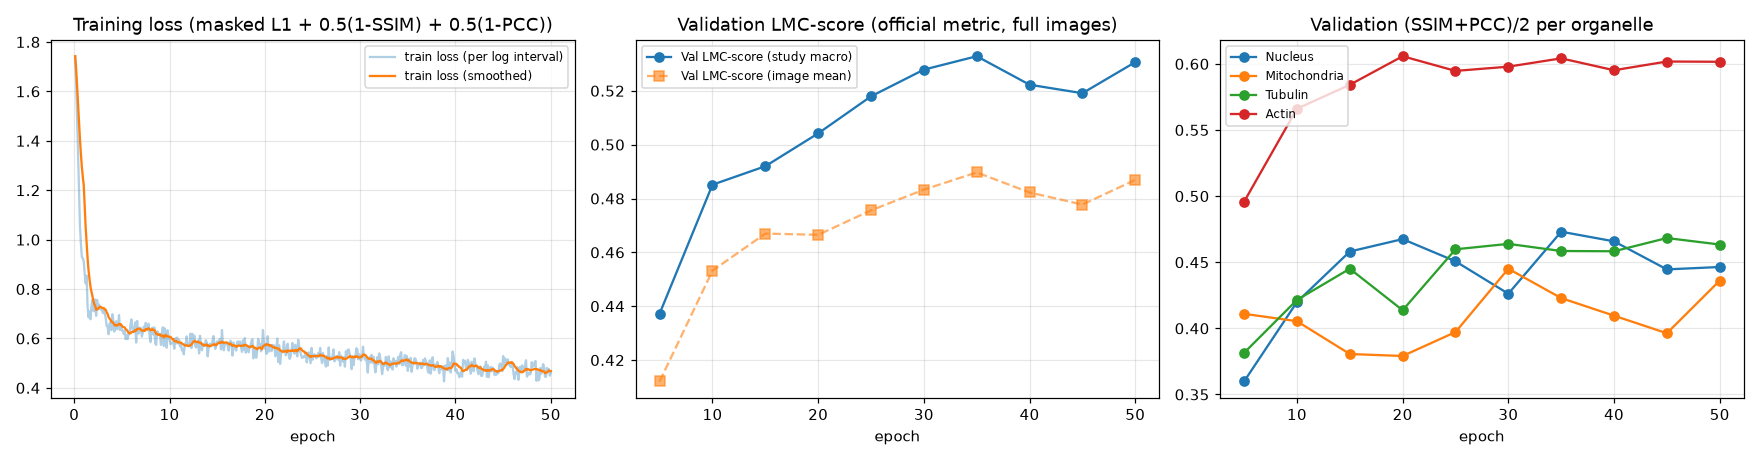 Training loss (masked L1 + 0.5(1-SSIM) + 0.5(1-PCC))
1.8
1.6
1.4
1.2
1.0
0.8
0.6
0.4
train loss (per log interval)
train loss (smoothed)
0 10 20 30 40 50
epoch
Validation LMC-score (official metric, full images)
0.52
0.50
0.48
0.46
0.44
0.42
Val LMC-score (study macro)
Val LMC-score (image mean)
10 20 30 40 50
epoch
Validation (SSIM+PCC)/2 per organelle
0.60
0.55
0.50
0.45
0.40
0.35
Nucleus
Mitochondria
Tubulin
Actin
10 20 30 40 50
epoch